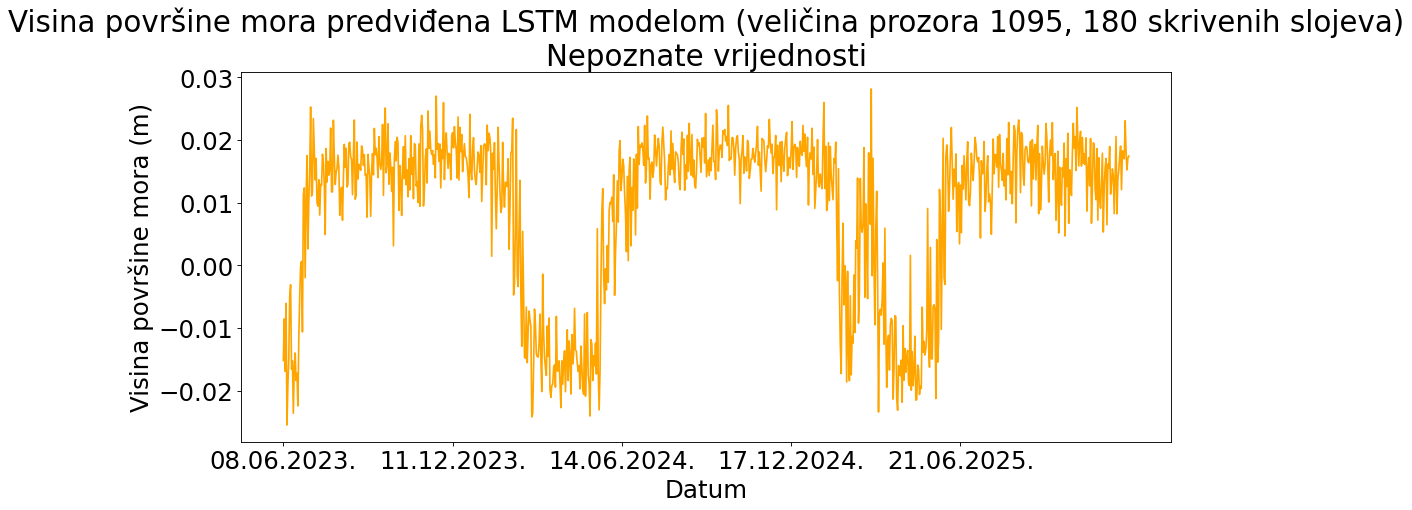 Visina površine mora predviđena LSTM modelom (veličina prozora 1095, 180 skrivenih slojeva)
Nepoznate vrijednosti
Visina površine mora (m)
0.03
0.02
0.01
0.00
−0.01
−0.02
08.06.2023. 11.12.2023. 14.06.2024. 17.12.2024. 21.06.2025.
Datum